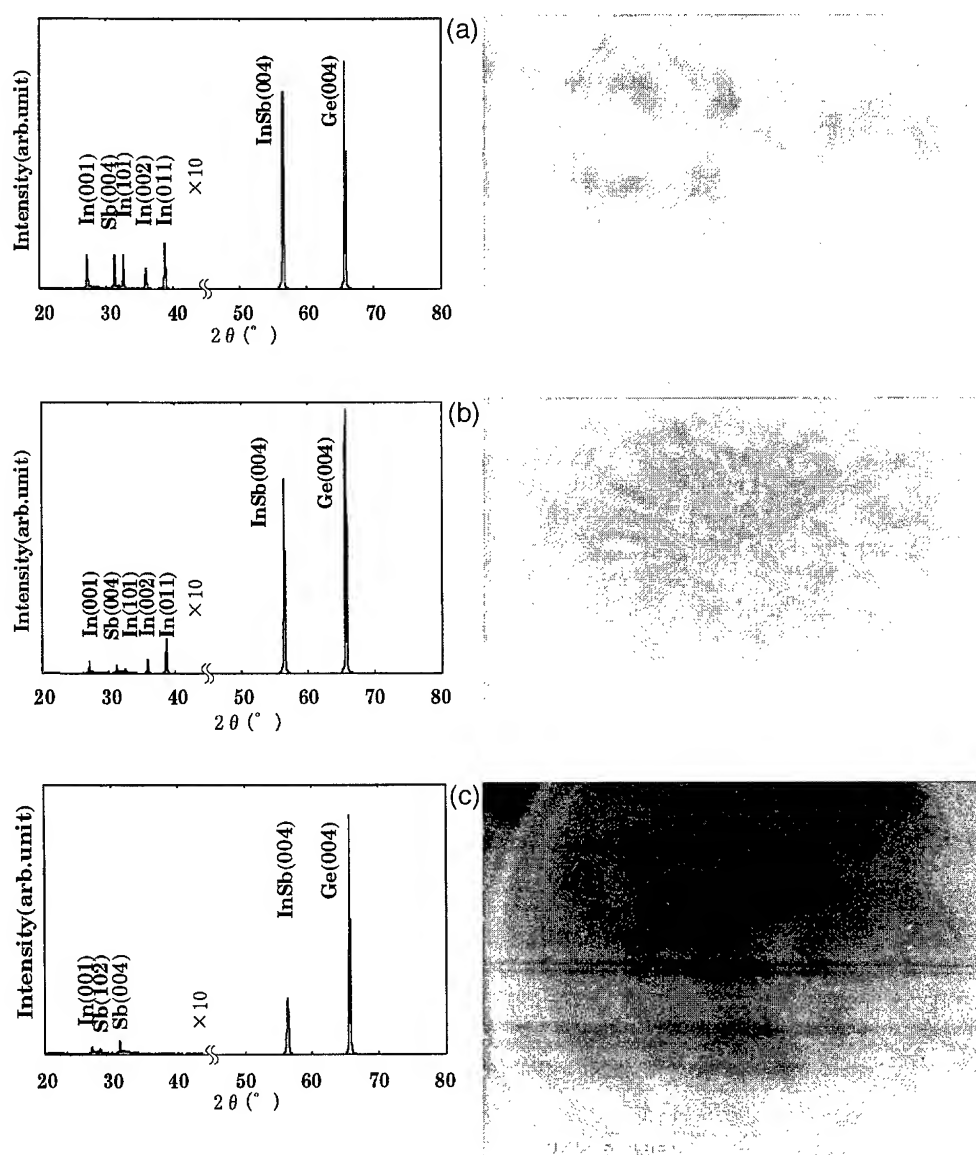 (a)
Intensity(arb.unit)
In(001)
Sb(004)
In(101)
In(002)
In(011)
×10
InSb(004)
Ge(004)
20 30 40 50 60 70 80
2θ(°)
(b)
Intensity(arb.unit)
In(001)
Sb(004)
In(101)
In(002)
In(011)
×10
InSb(004)
Ge(004)
20 30 40 50 60 70 80
2θ(°)
(c)
Intensity(arb.unit)
In(001)
Sb(102)
Sb(004)
×10
InSb(004)
Ge(004)
20 30 40 50 60 70 80
2θ(°)